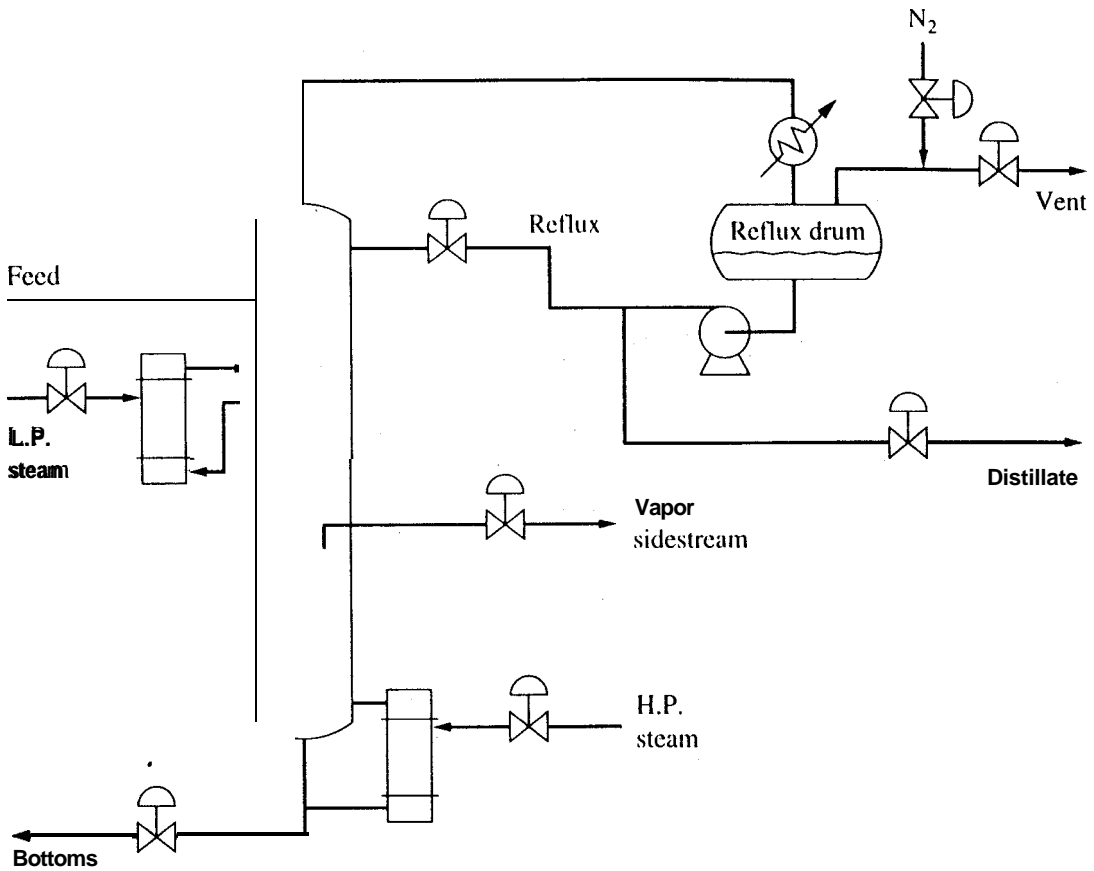 N₂
Vent
Reflux
Reflux drum
Feed
L.P.
steam
Distillate
Vapor
sidestream
H.P.
steam
Bottoms